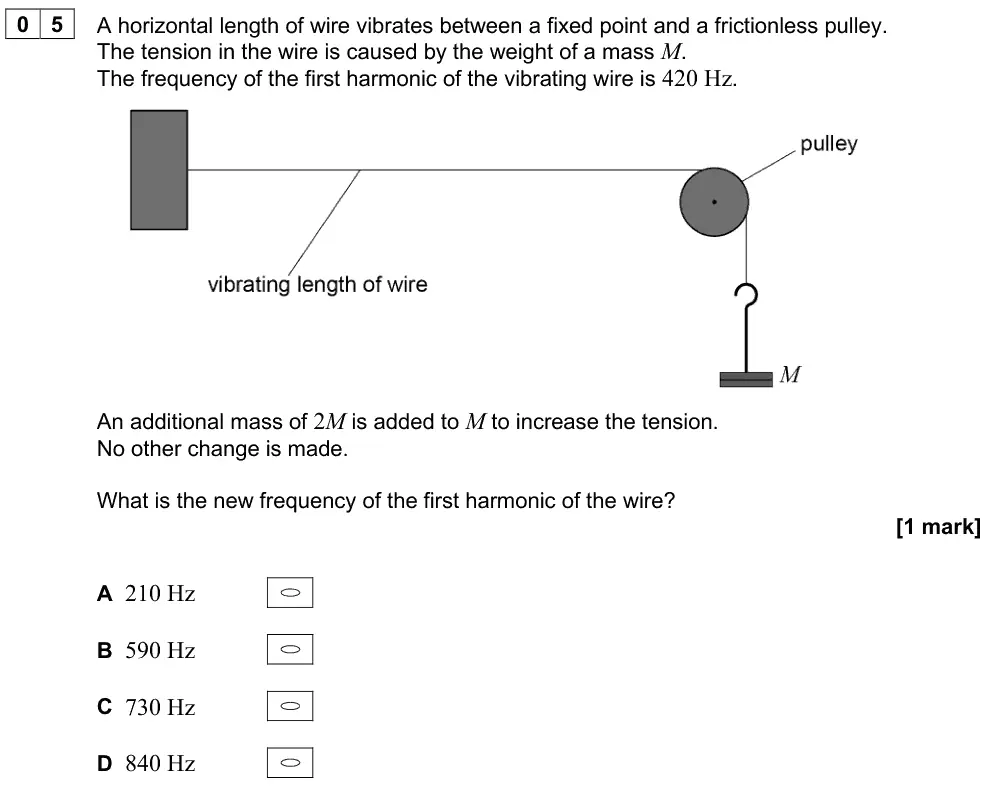 0 5 A horizontal length of wire vibrates between a fixed point and a frictionless pulley.
The tension in the wire is caused by the weight of a mass M.
The frequency of the first harmonic of the vibrating wire is 420 Hz.
pulley
vibrating length of wire
M
An additional mass of 2M is added to M to increase the tension.
No other change is made.
What is the new frequency of the first harmonic of the wire?
[1 mark]
A 210 Hz
B 590 Hz
C 730 Hz
D 840 Hz